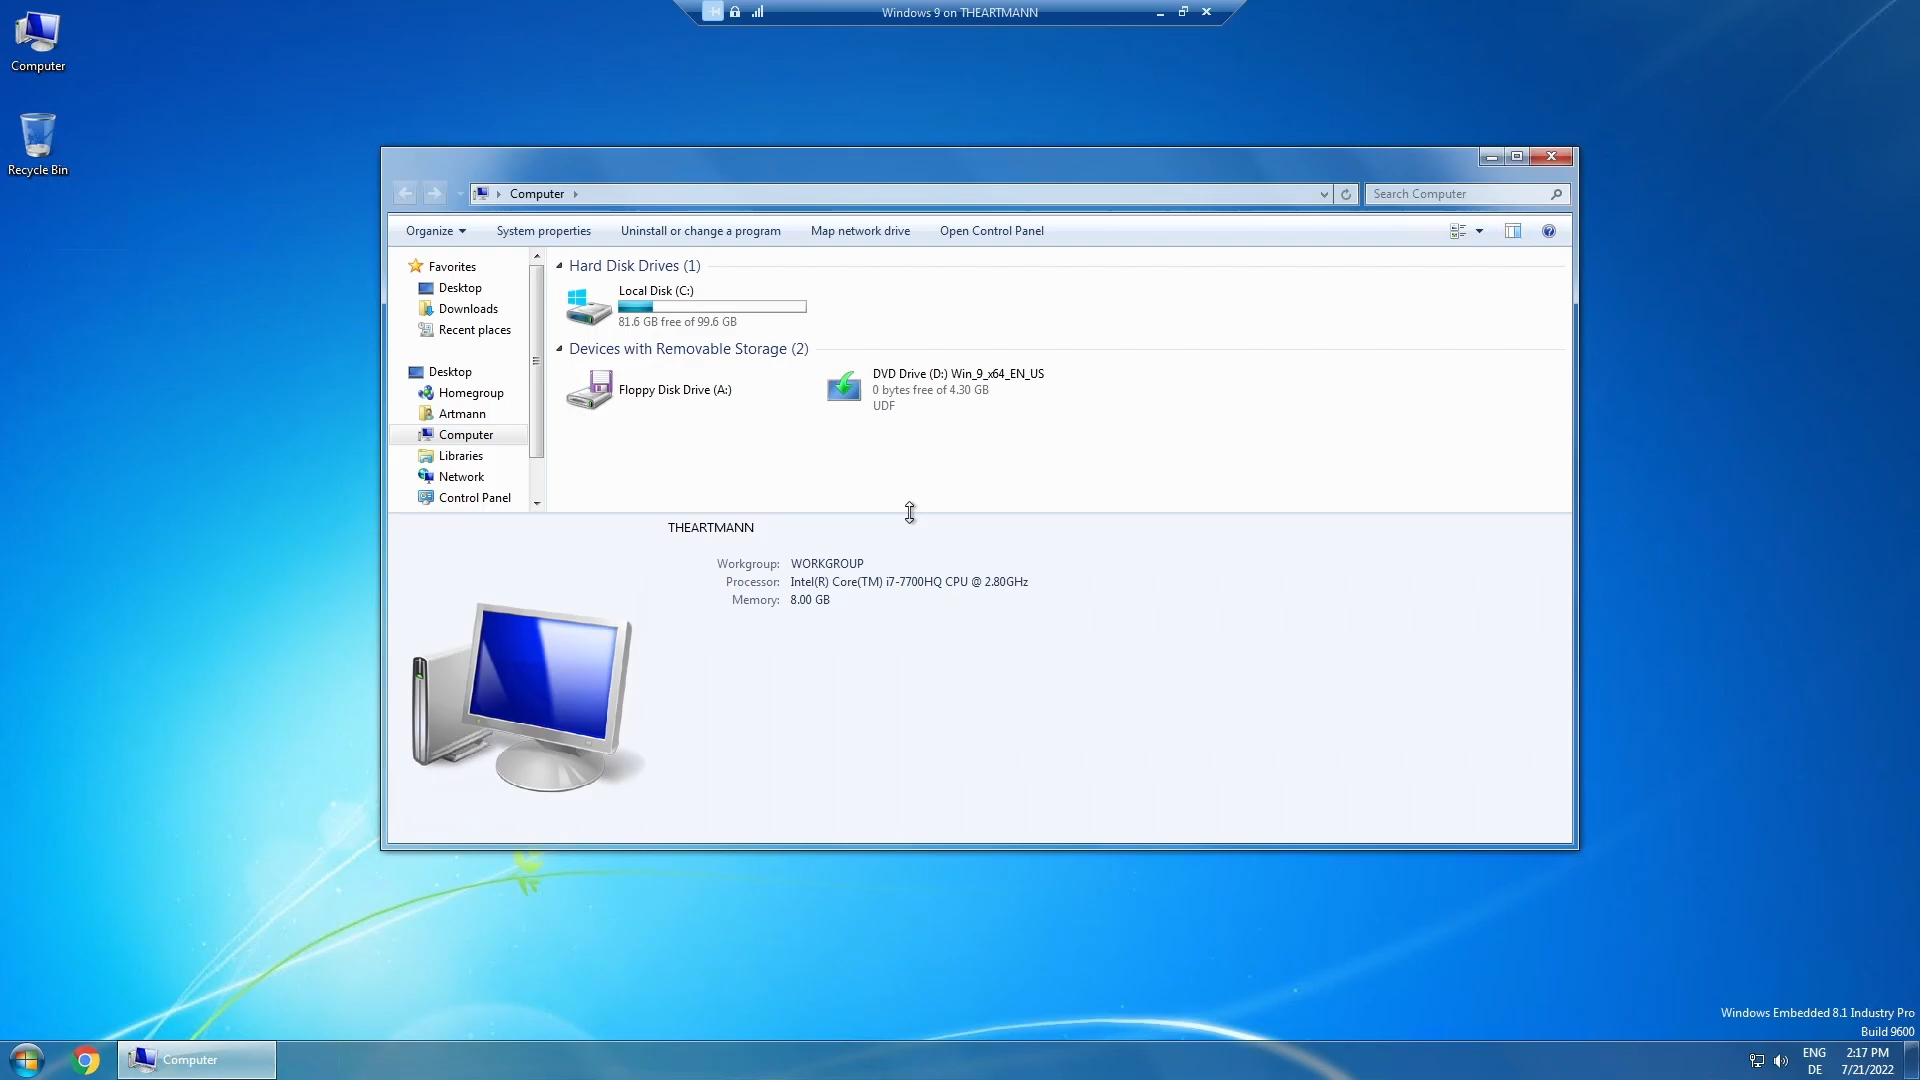 Windows 9 on THEARTMANN
Computer
Recycle Bin
Computer
Search Computer
Organize
System properties
Uninstall or change a program
Map network drive
Open Control Panel
Favorites
Desktop
Downloads
Recent places
Desktop
Homegroup
Artmann
Computer
Libraries
Network
Control Panel
Hard Disk Drives (1)
Local Disk (C:)
81.6 GB free of 99.6 GB
Devices with Removable Storage (2)
Floppy Disk Drive (A:)
DVD Drive (D:) Win_9_x64_EN_US
0 bytes free of 4.30 GB
UDF
THEARTMANN
Workgroup: WORKGROUP
Processor: Intel(R) Core(TM) i7-7700HQ CPU @ 2.80GHz
Memory: 8.00 GB
Windows Embedded 8.1 Industry Pro
Build 9600
Computer
ENG
DE
2:17 PM
7/21/2022